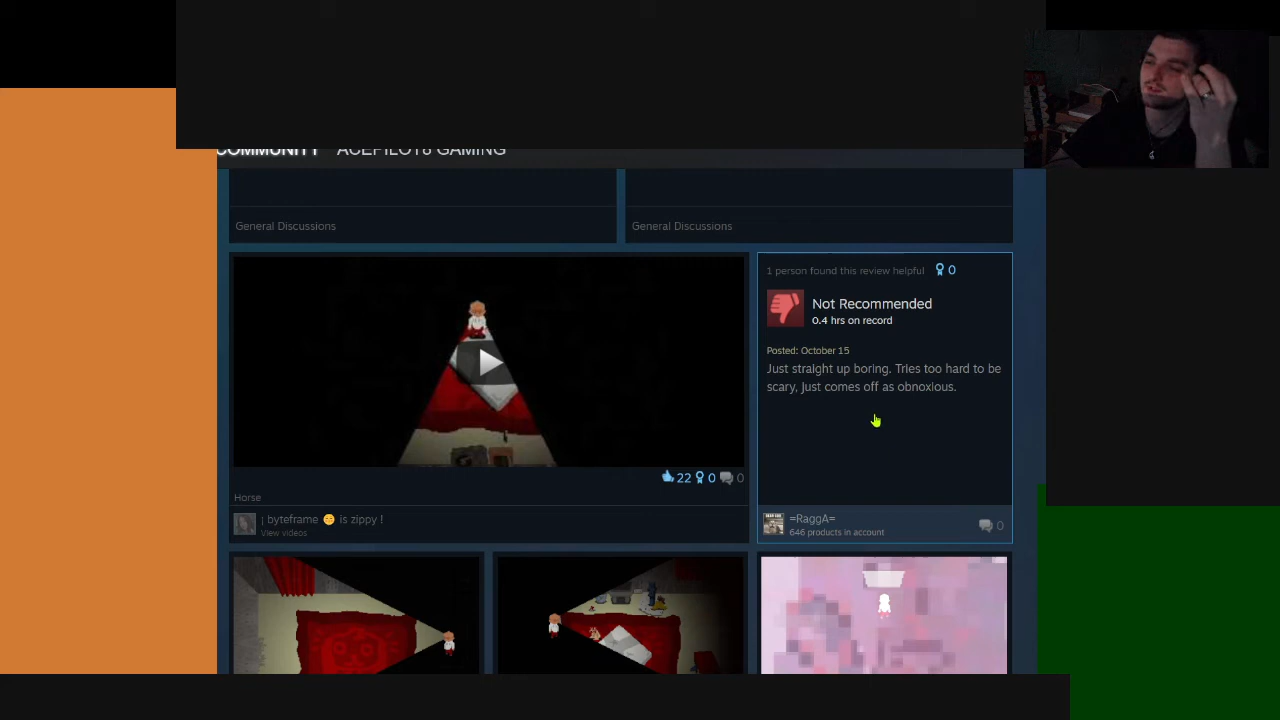 COMMUNITY ACEPILOT6 GAMING
General Discussions
General Discussions
1 person found this review helpful 0
Not Recommended
0.4 hrs on record
Posted: October 15
Just straight up boring. Tries too hard to be
scary, just comes off as obnoxious.
22 0 0
Horse
| byteframe is zippy !
View videos
=RaggA=
646 products in account
0